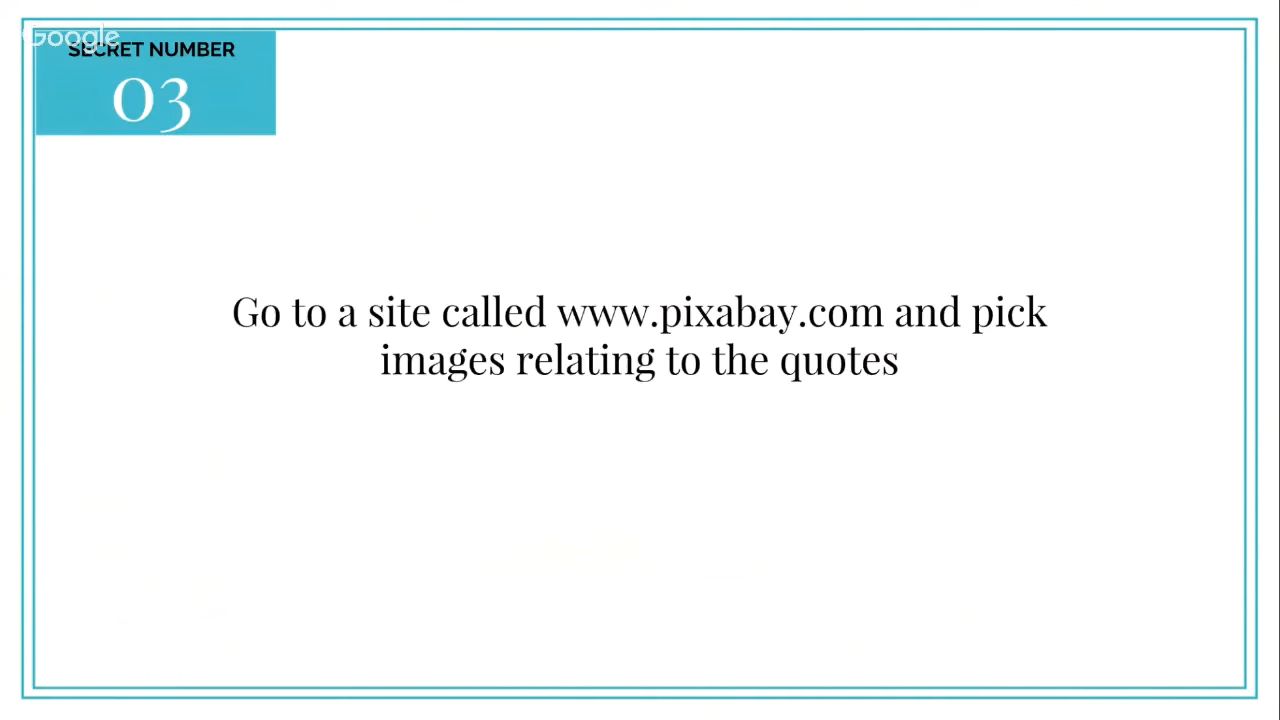 Google
SECRET NUMBER
03
Go to a site called www.pixabay.com and pick
images relating to the quotes